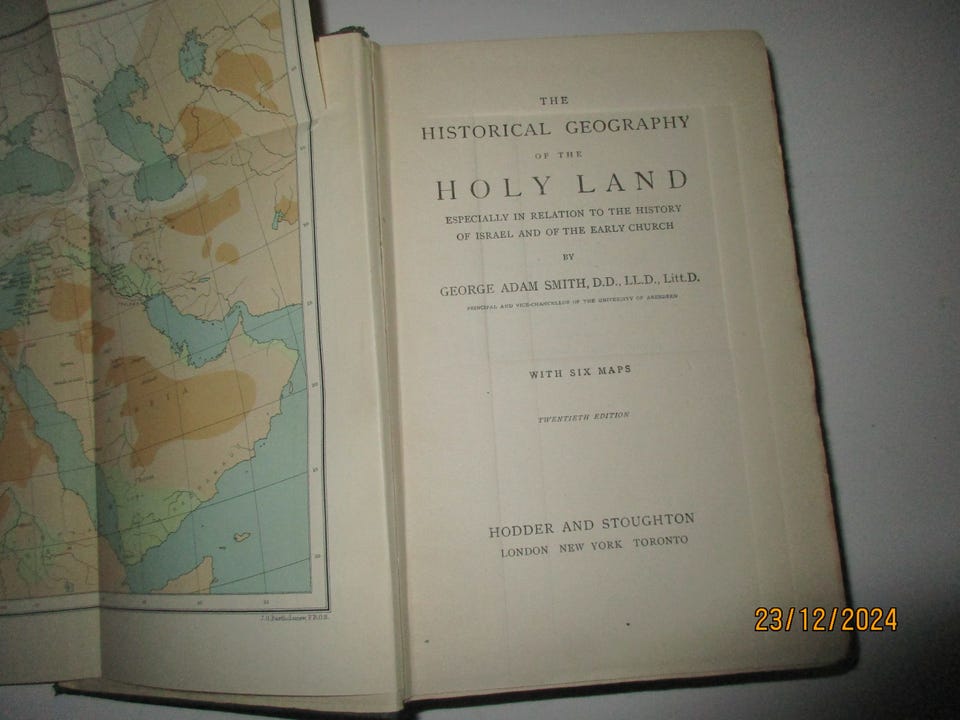 THE
HISTORICAL GEOGRAPHY
OF THE
HOLY LAND
ESPECIALLY IN RELATION TO THE HISTORY
OF ISRAEL AND OF THE EARLY CHURCH
BY
GEORGE ADAM SMITH, D.D., LL.D., Litt.D.
PRINCIPAL AND VICE-CHANCELLOR OF THE UNIVERSITY OF ABERDEEN
WITH SIX MAPS
TWENTIETH EDITION
HODDER AND STOUGHTON
LONDON NEW YORK TORONTO
J.G. Bartholomew, F.R.G.S.
23/12/2024